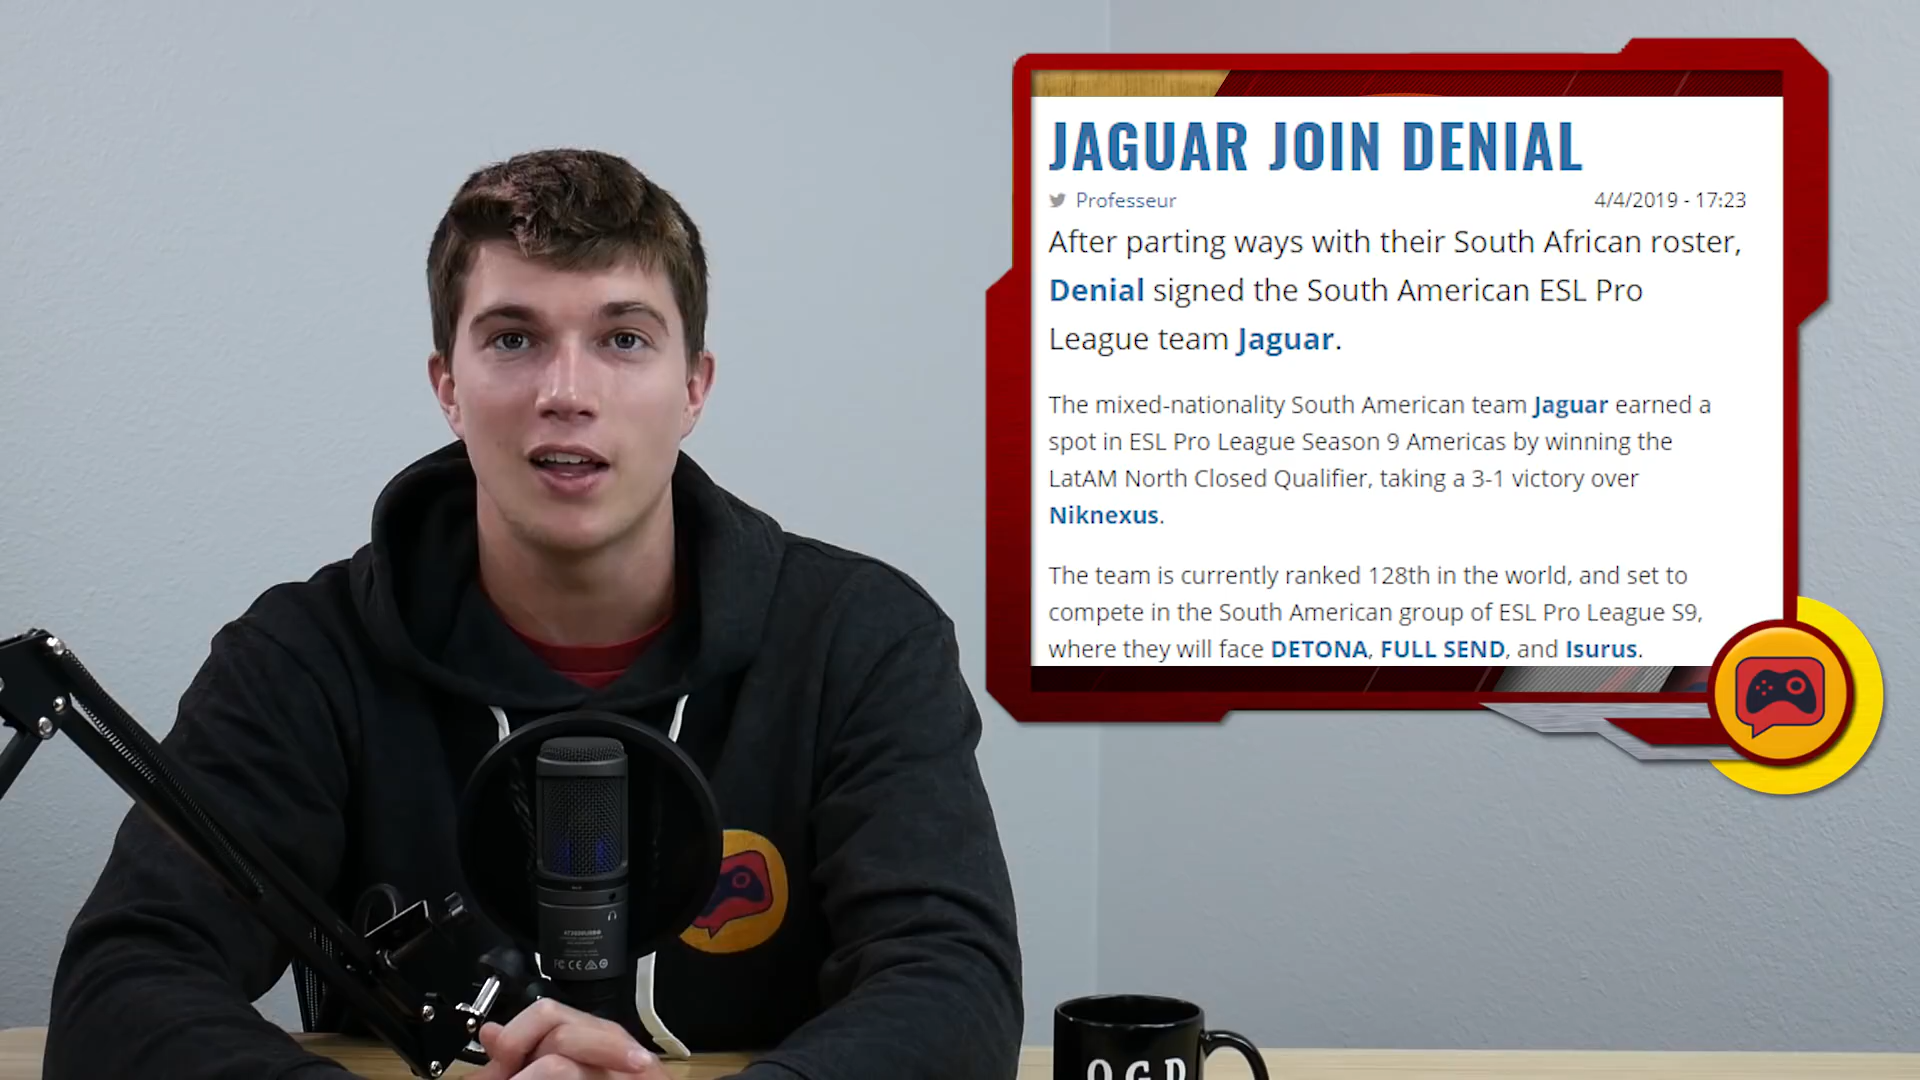 JAGUAR JOIN DENIAL
Professeur 4/4/2019 - 17:23
After parting ways with their South African roster,
Denial signed the South American ESL Pro
League team Jaguar.
The mixed-nationality South American team Jaguar earned a
spot in ESL Pro League Season 9 Americas by winning the
LatAM North Closed Qualifier, taking a 3-1 victory over
Niknexus.
The team is currently ranked 128th in the world, and set to
compete in the South American group of ESL Pro League S9,
where they will face DETONA, FULL SEND, and Isurus.
FC CE
OGD